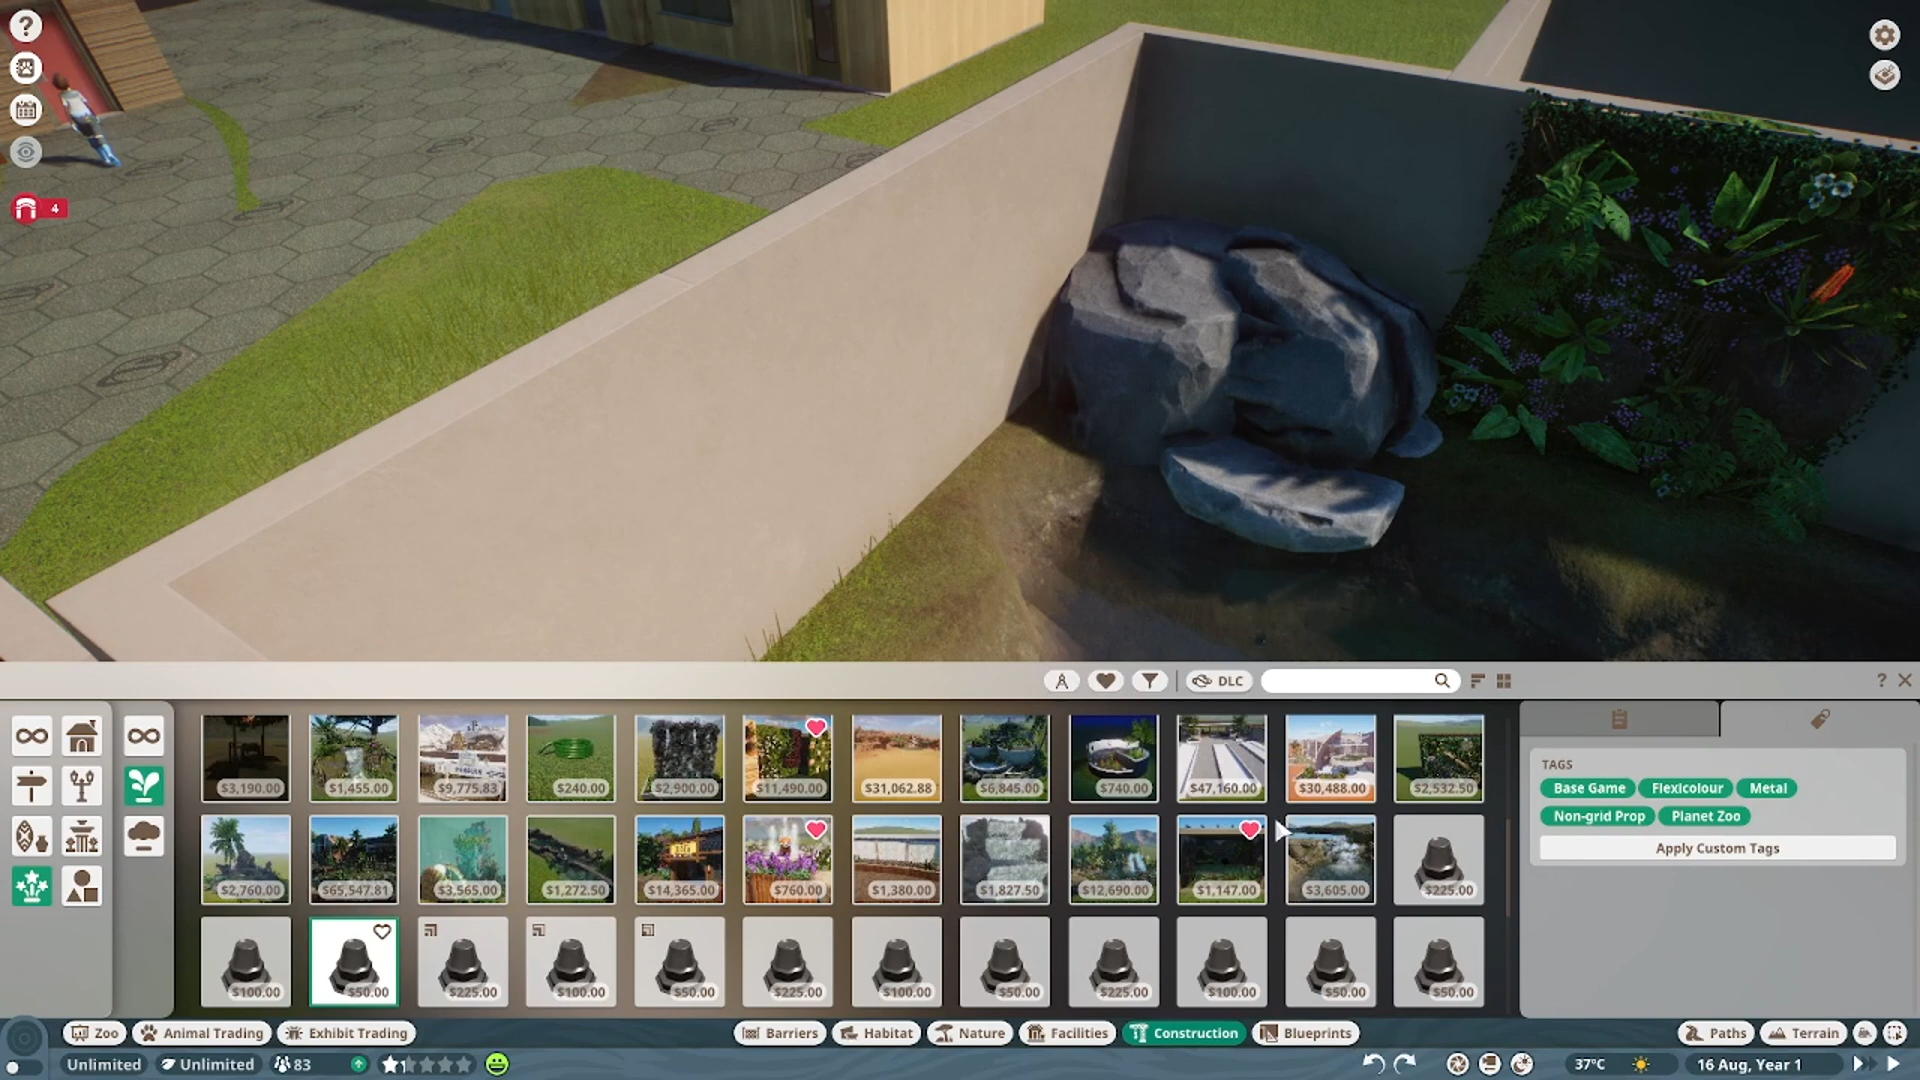 ?
4
DLC
? X
$3,190.00 $1,455.00 $9,775.83 $240.00 $2,900.00 $11,490.00 $31,062.88 $6,845.00 $740.00 $47,160.00 $30,488.00 $2,532.50
TAGS
Base Game Flexicolour Metal
Non-grid Prop Planet Zoo
Apply Custom Tags
$2,760.00 $65,547.81 $3,565.00 $1,272.50 $14,365.00 $760.00 $1,380.00 $1,827.50 $12,690.00 $1,147.00 $3,605.00 $225.00
$100.00 $50.00 $225.00 $100.00 $50.00 $225.00 $100.00 $50.00 $225.00 $100.00 $50.00 $50.00
Zoo Animal Trading Exhibit Trading Barriers Habitat Nature Facilities Construction Blueprints Paths Terrain
Unlimited Unlimited 83 37°C 16 Aug, Year 1